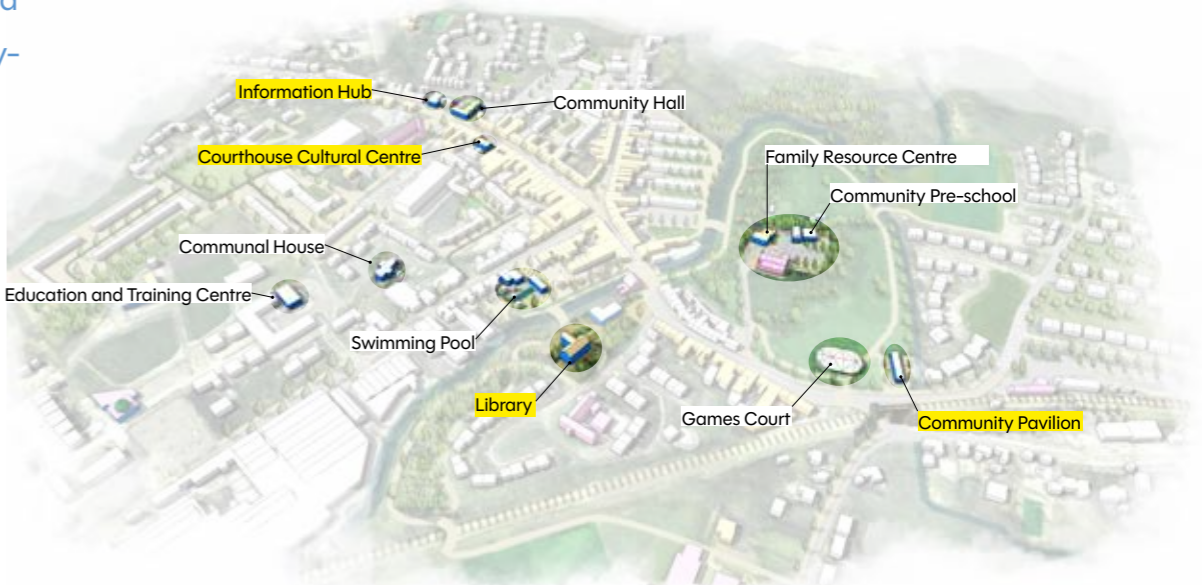 d
y-
Information Hub
Community Hall
Courthouse Cultural Centre
Family Resource Centre
Community Pre-school
Communal House
Education and Training Centre
Swimming Pool
Library
Games Court
Community Pavilion